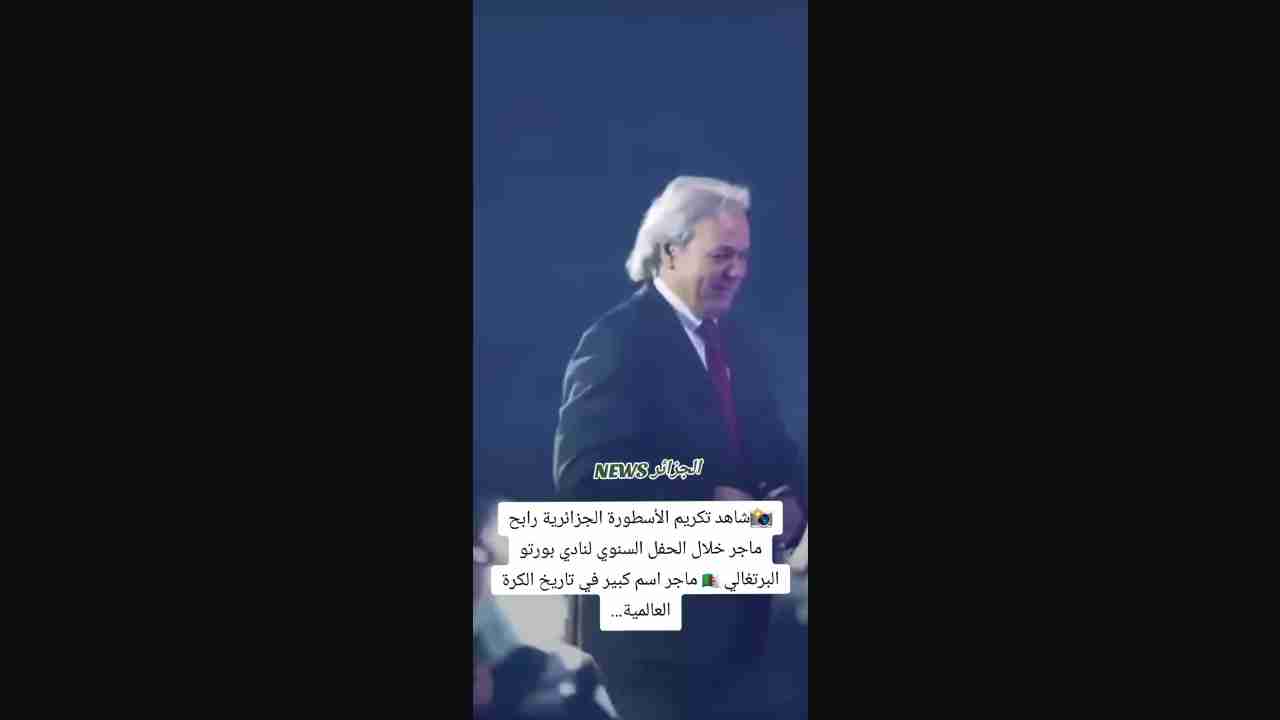 الجزائر NEWS
📸شاهد تكريم الأسطورة الجزائرية رابح
ماجر خلال الحفل السنوي لنادي بورتو
البرتغالي 🇩🇿 ماجر اسم كبير في تاريخ الكرة
العالمية...